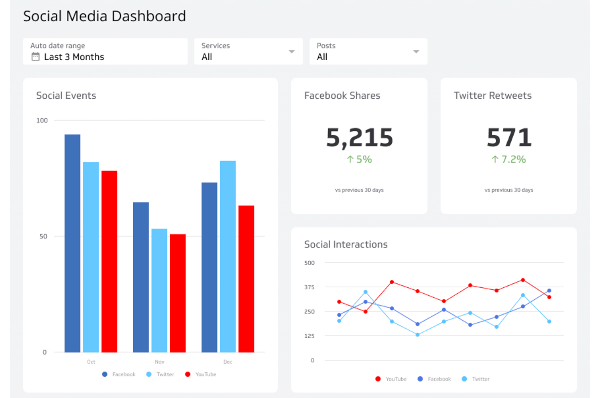 Social Media Dashboard
Auto date range
Last 3 Months
Services
All
Posts
All
Social Events
100
50
0
Oct
Nov
Dec
Facebook Twitter YouTube
Facebook Shares
5,215
↑ 5%
vs previous 30 days
Twitter Retweets
571
↑ 7.2%
vs previous 30 days
Social Interactions
500
375
250
125
0
YouTube Facebook Twitter